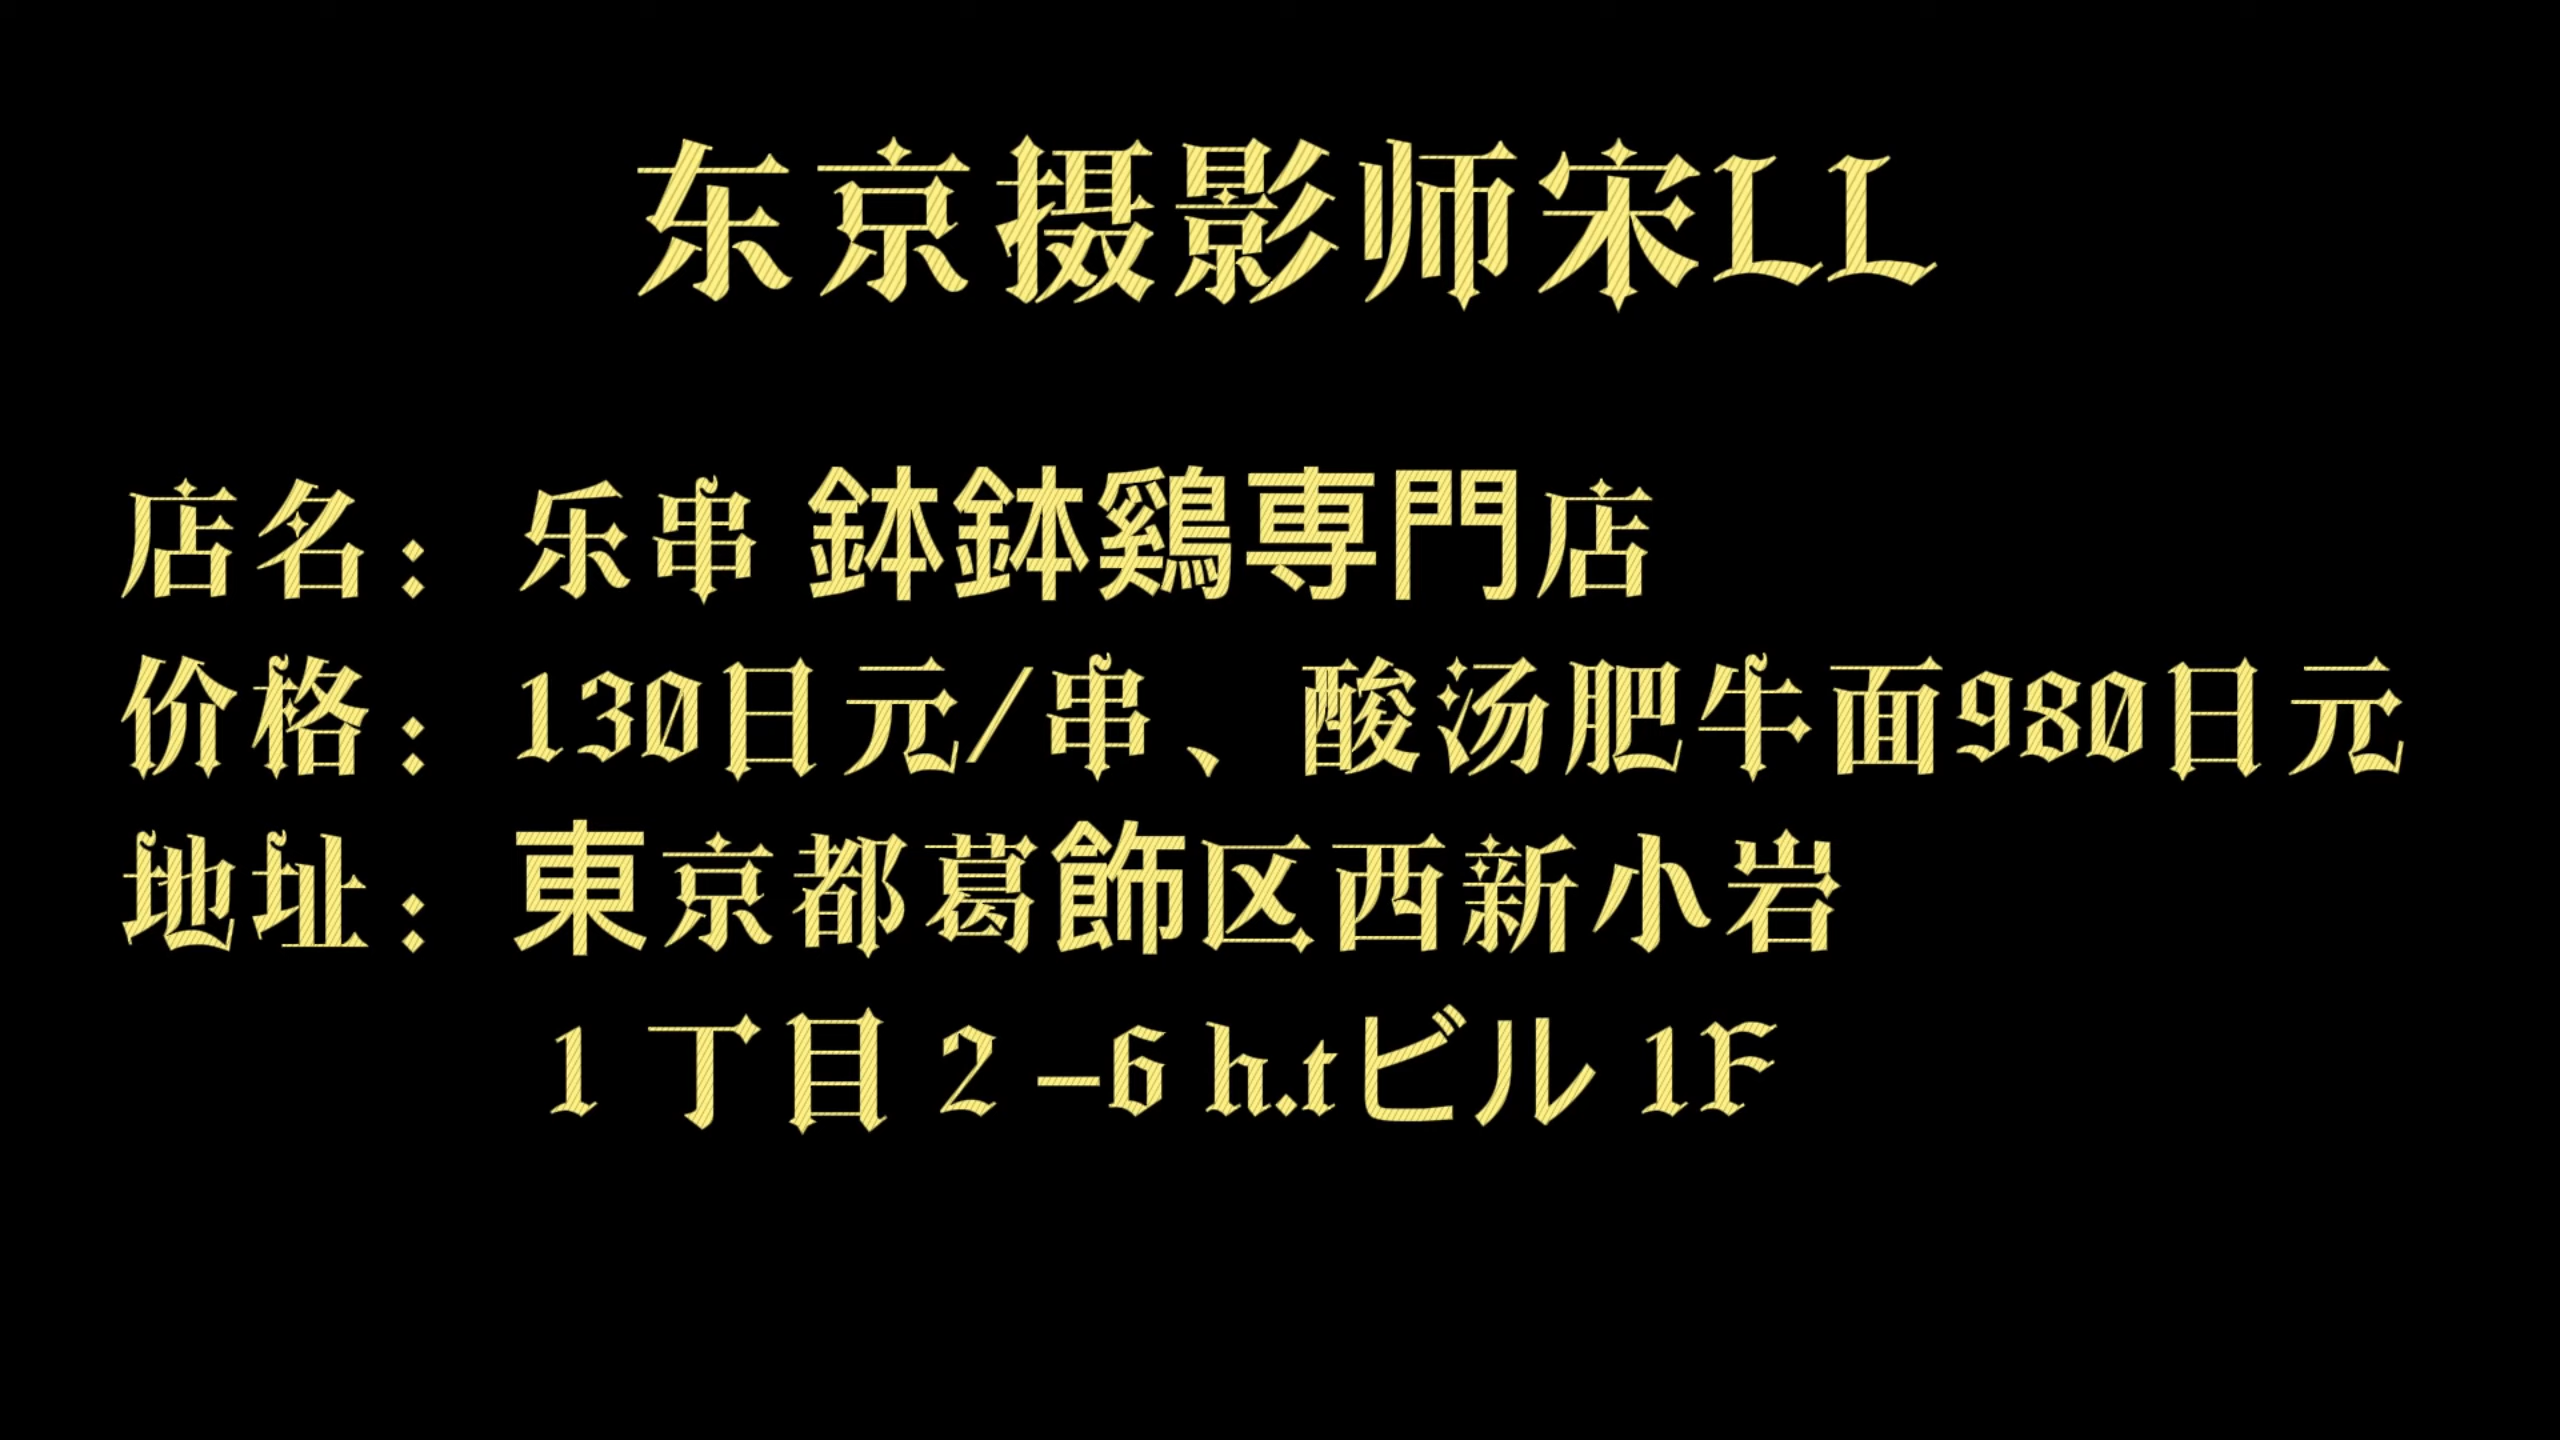 东京摄影师宋LL
店名：乐串 鉢鉢鶏専門店
价格：130日元/串、酸汤肥牛面980日元
地址：東京都葛飾区西新小岩
1 丁目 2 -6 h.tビル 1F